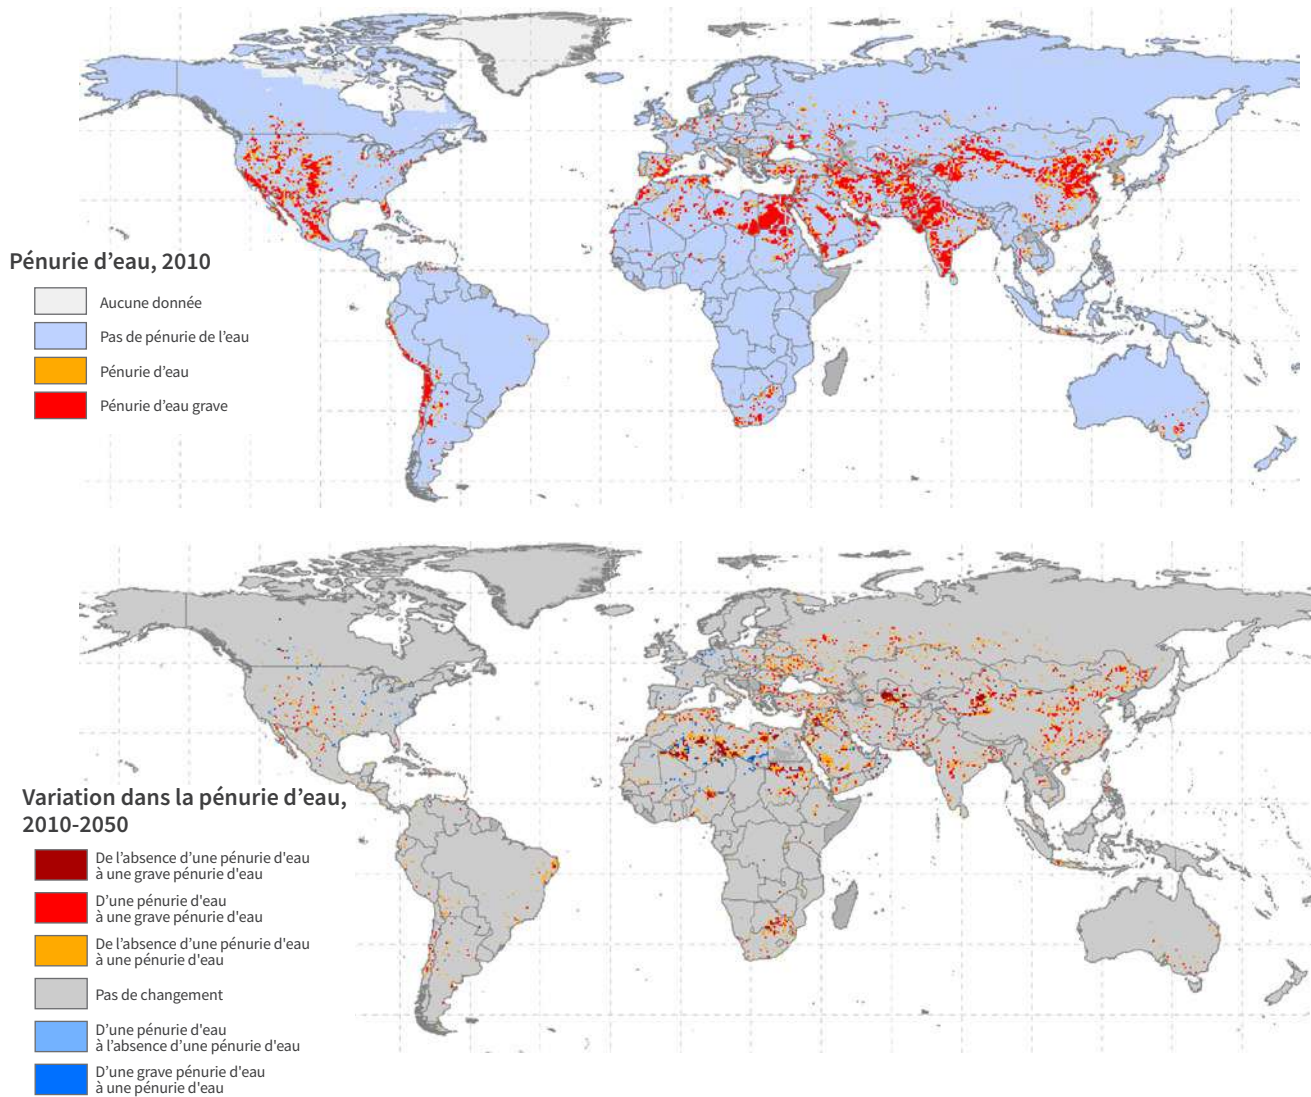 Pénurie d’eau, 2010
Aucune donnée
Pas de pénurie de l’eau
Pénurie d’eau
Pénurie d’eau grave
Variation dans la pénurie d’eau,
2010-2050
De l’absence d’une pénurie d'eau
à une grave pénurie d'eau
D’une pénurie d'eau
à une grave pénurie d'eau
De l’absence d’une pénurie d'eau
à une pénurie d'eau
Pas de changement
D’une pénurie d'eau
à l’absence d’une pénurie d'eau
D’une grave pénurie d'eau
à une pénurie d'eau